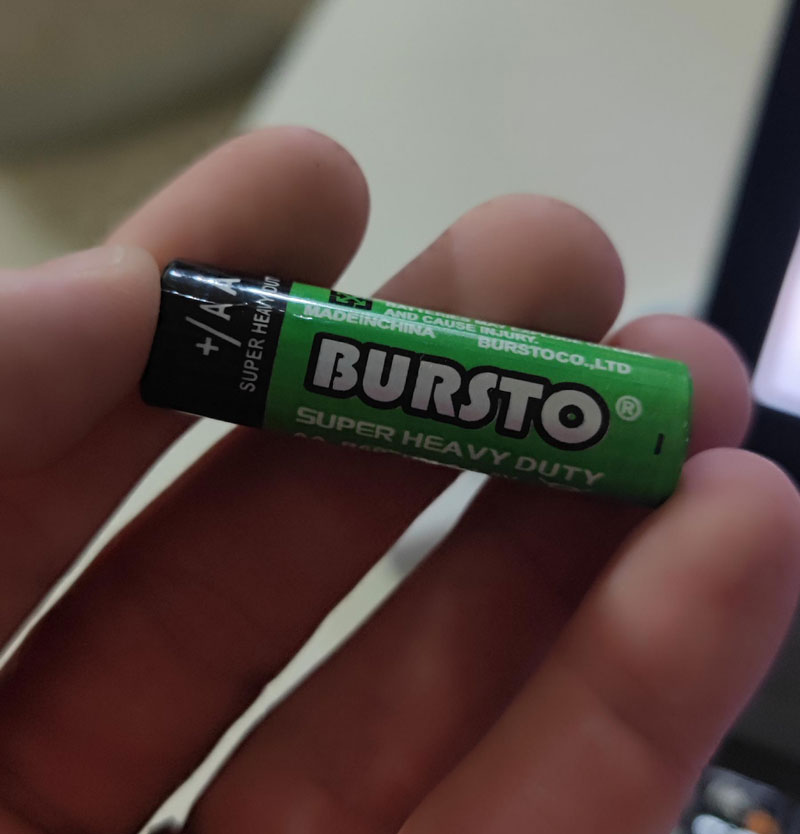 +/AA
SUPER HEAVY DUTY
AND CAUSE INJURY.
MADEINCHINA BURSTOCO.,LTD
BURSTO®
SUPER HEAVY DUTY
-